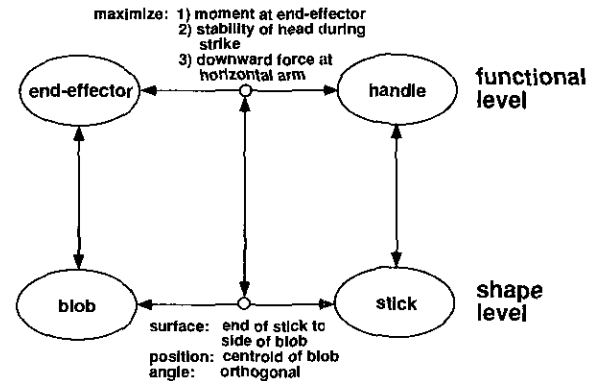 maximize: 1) moment at end-effector
2) stability of head during
strike
3) downward force at
horizontal arm
end-effector
handle
functional
level
blob
stick
shape
level
surface: end of stick to
side of blob
position: centroid of blob
angle: orthogonal